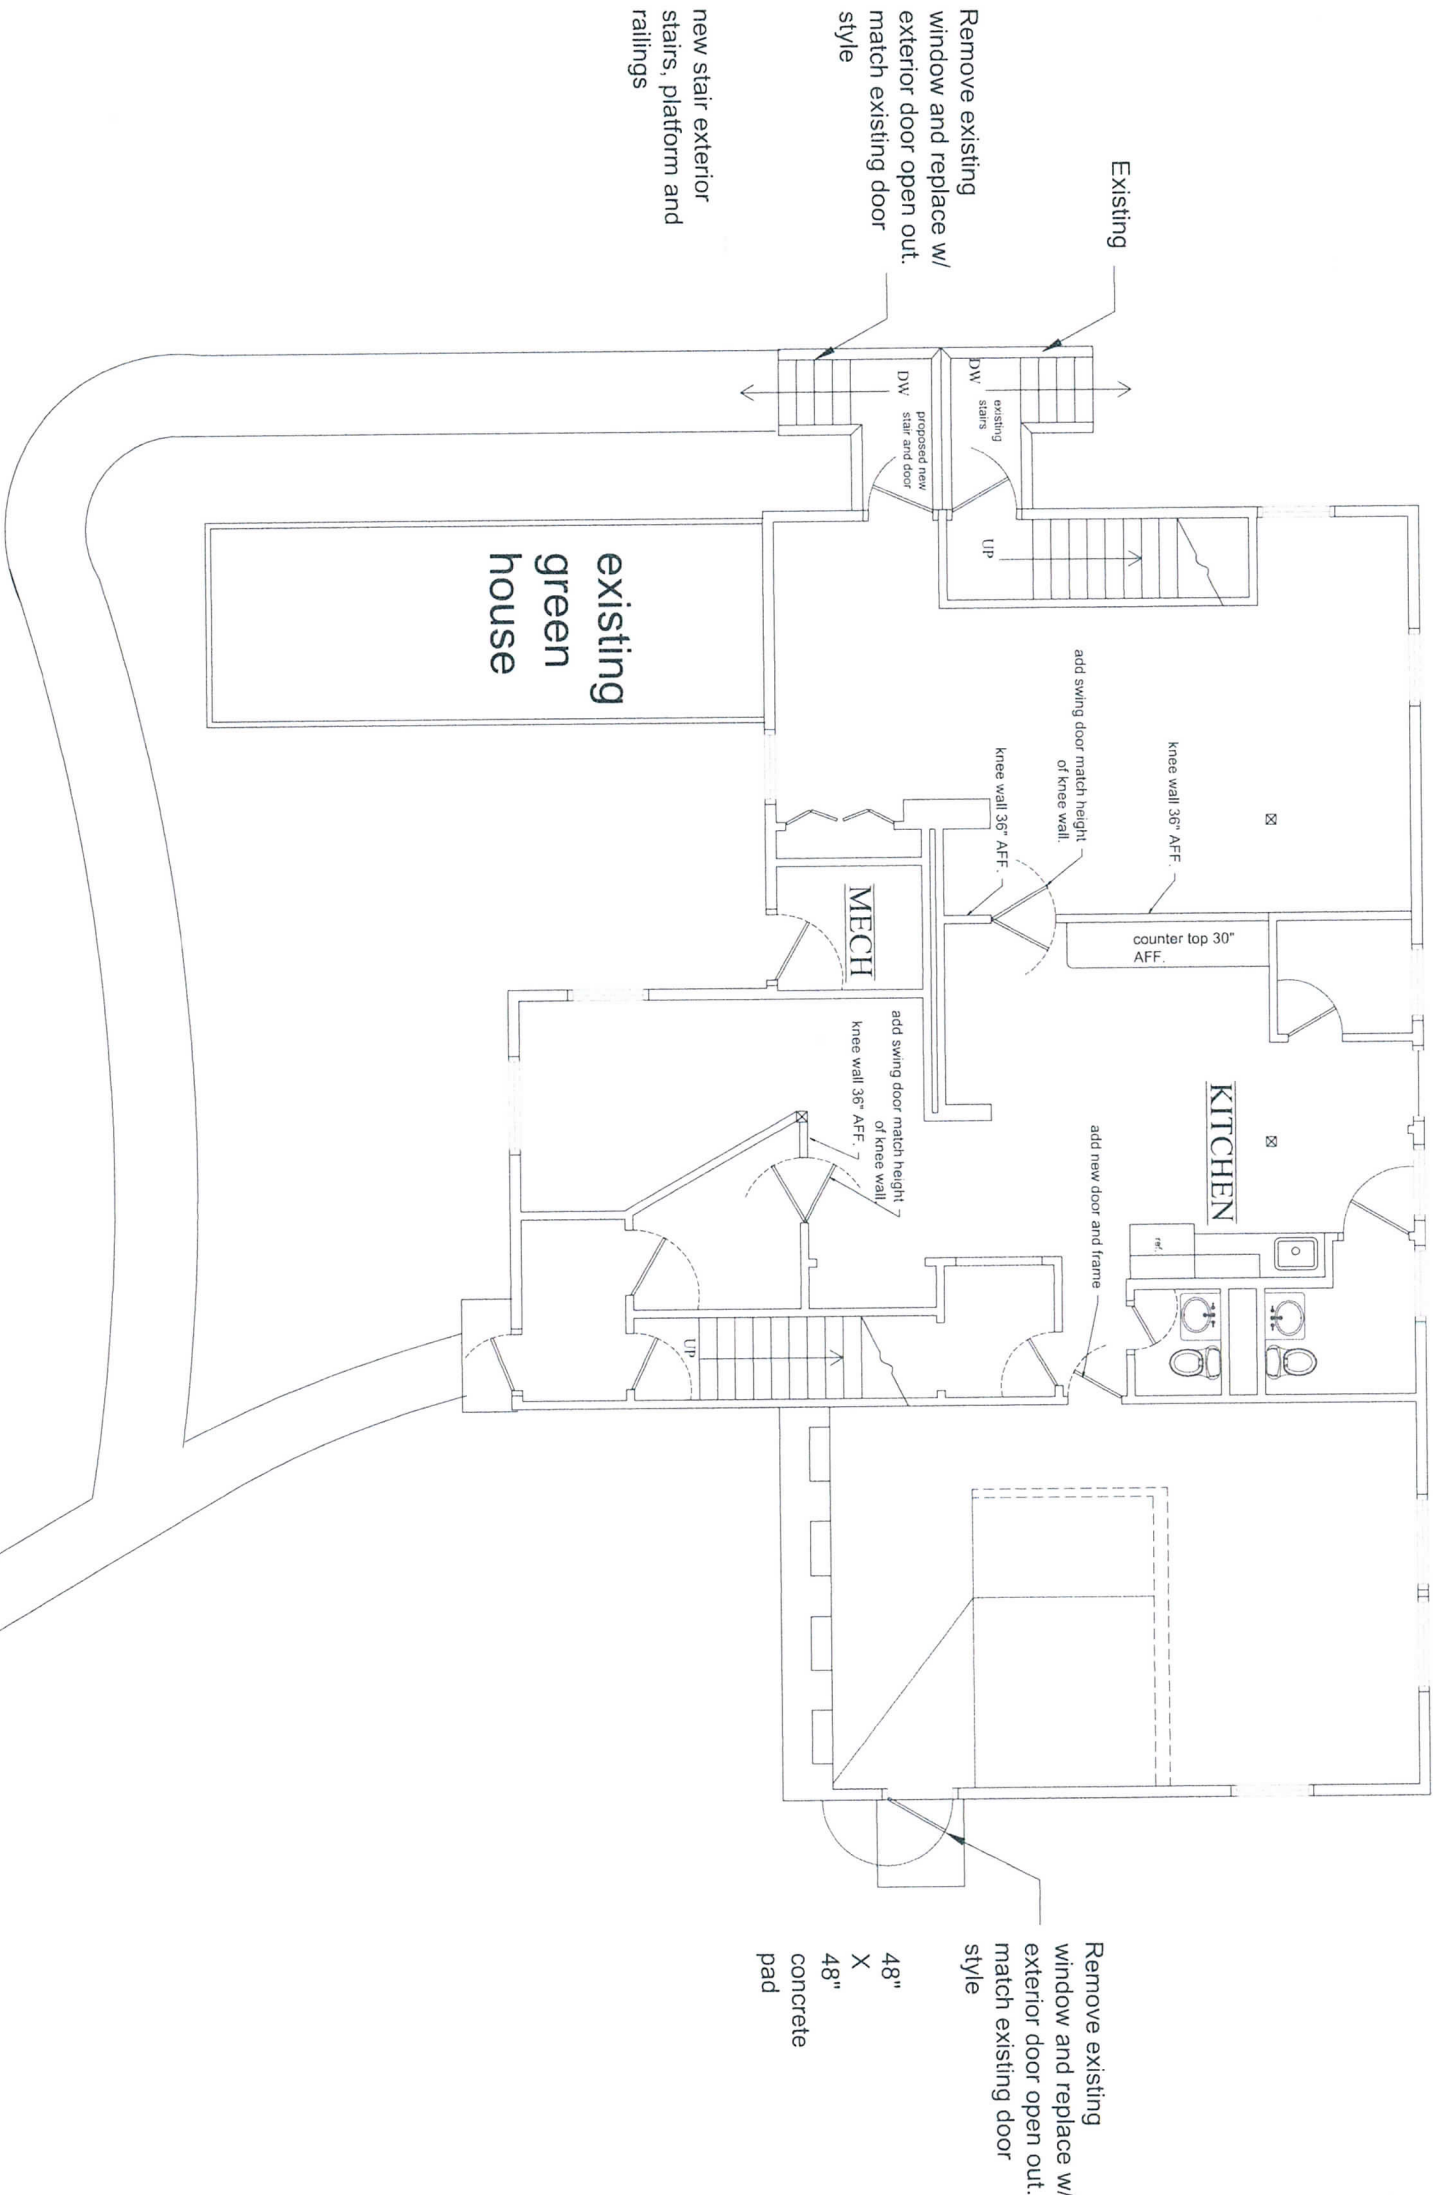 Remove existing
window and replace w/
exterior door open out.
match existing door
style
Existing
new stair exterior
stairs, platform and
railings
DW
existing
stairs
DW
proposed new
stair and door
UP
existing
green
house
add swing door match height
of knee wall.
knee wall 36" AFF.
knee wall 36" AFF.
counter top 30"
AFF.
MECH
KITCHEN
add swing door match height
of knee wall
knee wall 36" AFF.
add new door and frame
ref.
UP
Remove existing
window and replace w/
exterior door open out.
match existing door
style
48"
X
48"
concrete
pad